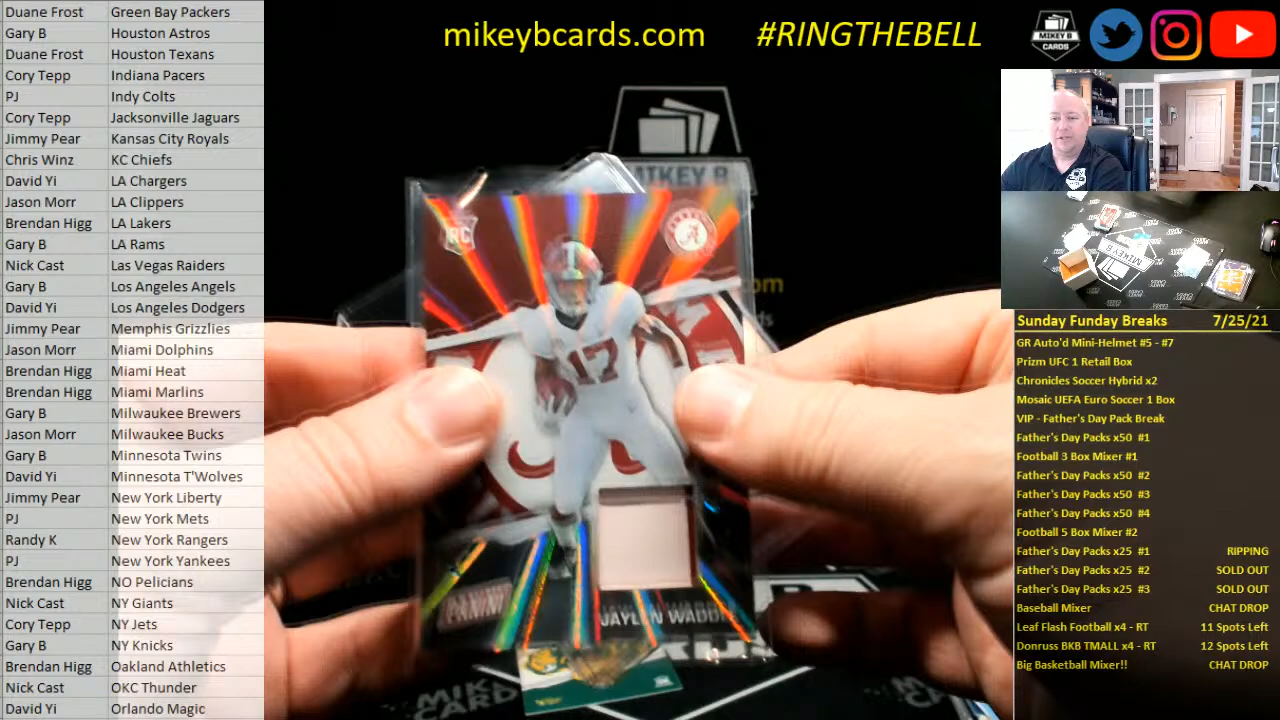 Duane Frost Green Bay Packers
Gary B Houston Astros
Duane Frost Houston Texans
Cory Tepp Indiana Pacers
PJ Indy Colts
Cory Tepp Jacksonville Jaguars
Jimmy Pear Kansas City Royals
Chris Winz KC Chiefs
David Yi LA Chargers
Jason Morr LA Clippers
Brendan Higg LA Lakers
Gary B LA Rams
Nick Cast Las Vegas Raiders
Gary B Los Angeles Angels
David Yi Los Angeles Dodgers
Jimmy Pear Memphis Grizzlies
Jason Morr Miami Dolphins
Brendan Higg Miami Heat
Brendan Higg Miami Marlins
Gary B Milwaukee Brewers
Jason Morr Milwaukee Bucks
Gary B Minnesota Twins
David Yi Minnesota T'Wolves
Jimmy Pear New York Liberty
PJ New York Mets
Randy K New York Rangers
PJ New York Yankees
Brendan Higg NO Pelicians
Nick Cast NY Giants
Cory Tepp NY Jets
Gary B NY Knicks
Brendan Higg Oakland Athletics
Nick Cast OKC Thunder
David Yi Orlando Magic
mikeybcards.com #RINGTHEBELL
MIKEY B
CARDS
MIKEY B
RC
17
PANINI
JAYLEN WADDL
Sunday Funday Breaks 7/25/21
GR Auto'd Mini-Helmet #5 - #7
Prizm UFC 1 Retail Box
Chronicles Soccer Hybrid x2
Mosaic UEFA Euro Soccer 1 Box
VIP - Father's Day Pack Break
Father's Day Packs x50 #1
Football 3 Box Mixer #1
Father's Day Packs x50 #2
Father's Day Packs x50 #3
Father's Day Packs x50 #4
Football 5 Box Mixer #2
Father's Day Packs x25 #1 RIPPING
Father's Day Packs x25 #2 SOLD OUT
Father's Day Packs x25 #3 SOLD OUT
Baseball Mixer CHAT DROP
Leaf Flash Football x4 - RT 11 Spots Left
Donruss BKB TMALL x4 - RT 12 Spots Left
Big Basketball Mixer!! CHAT DROP